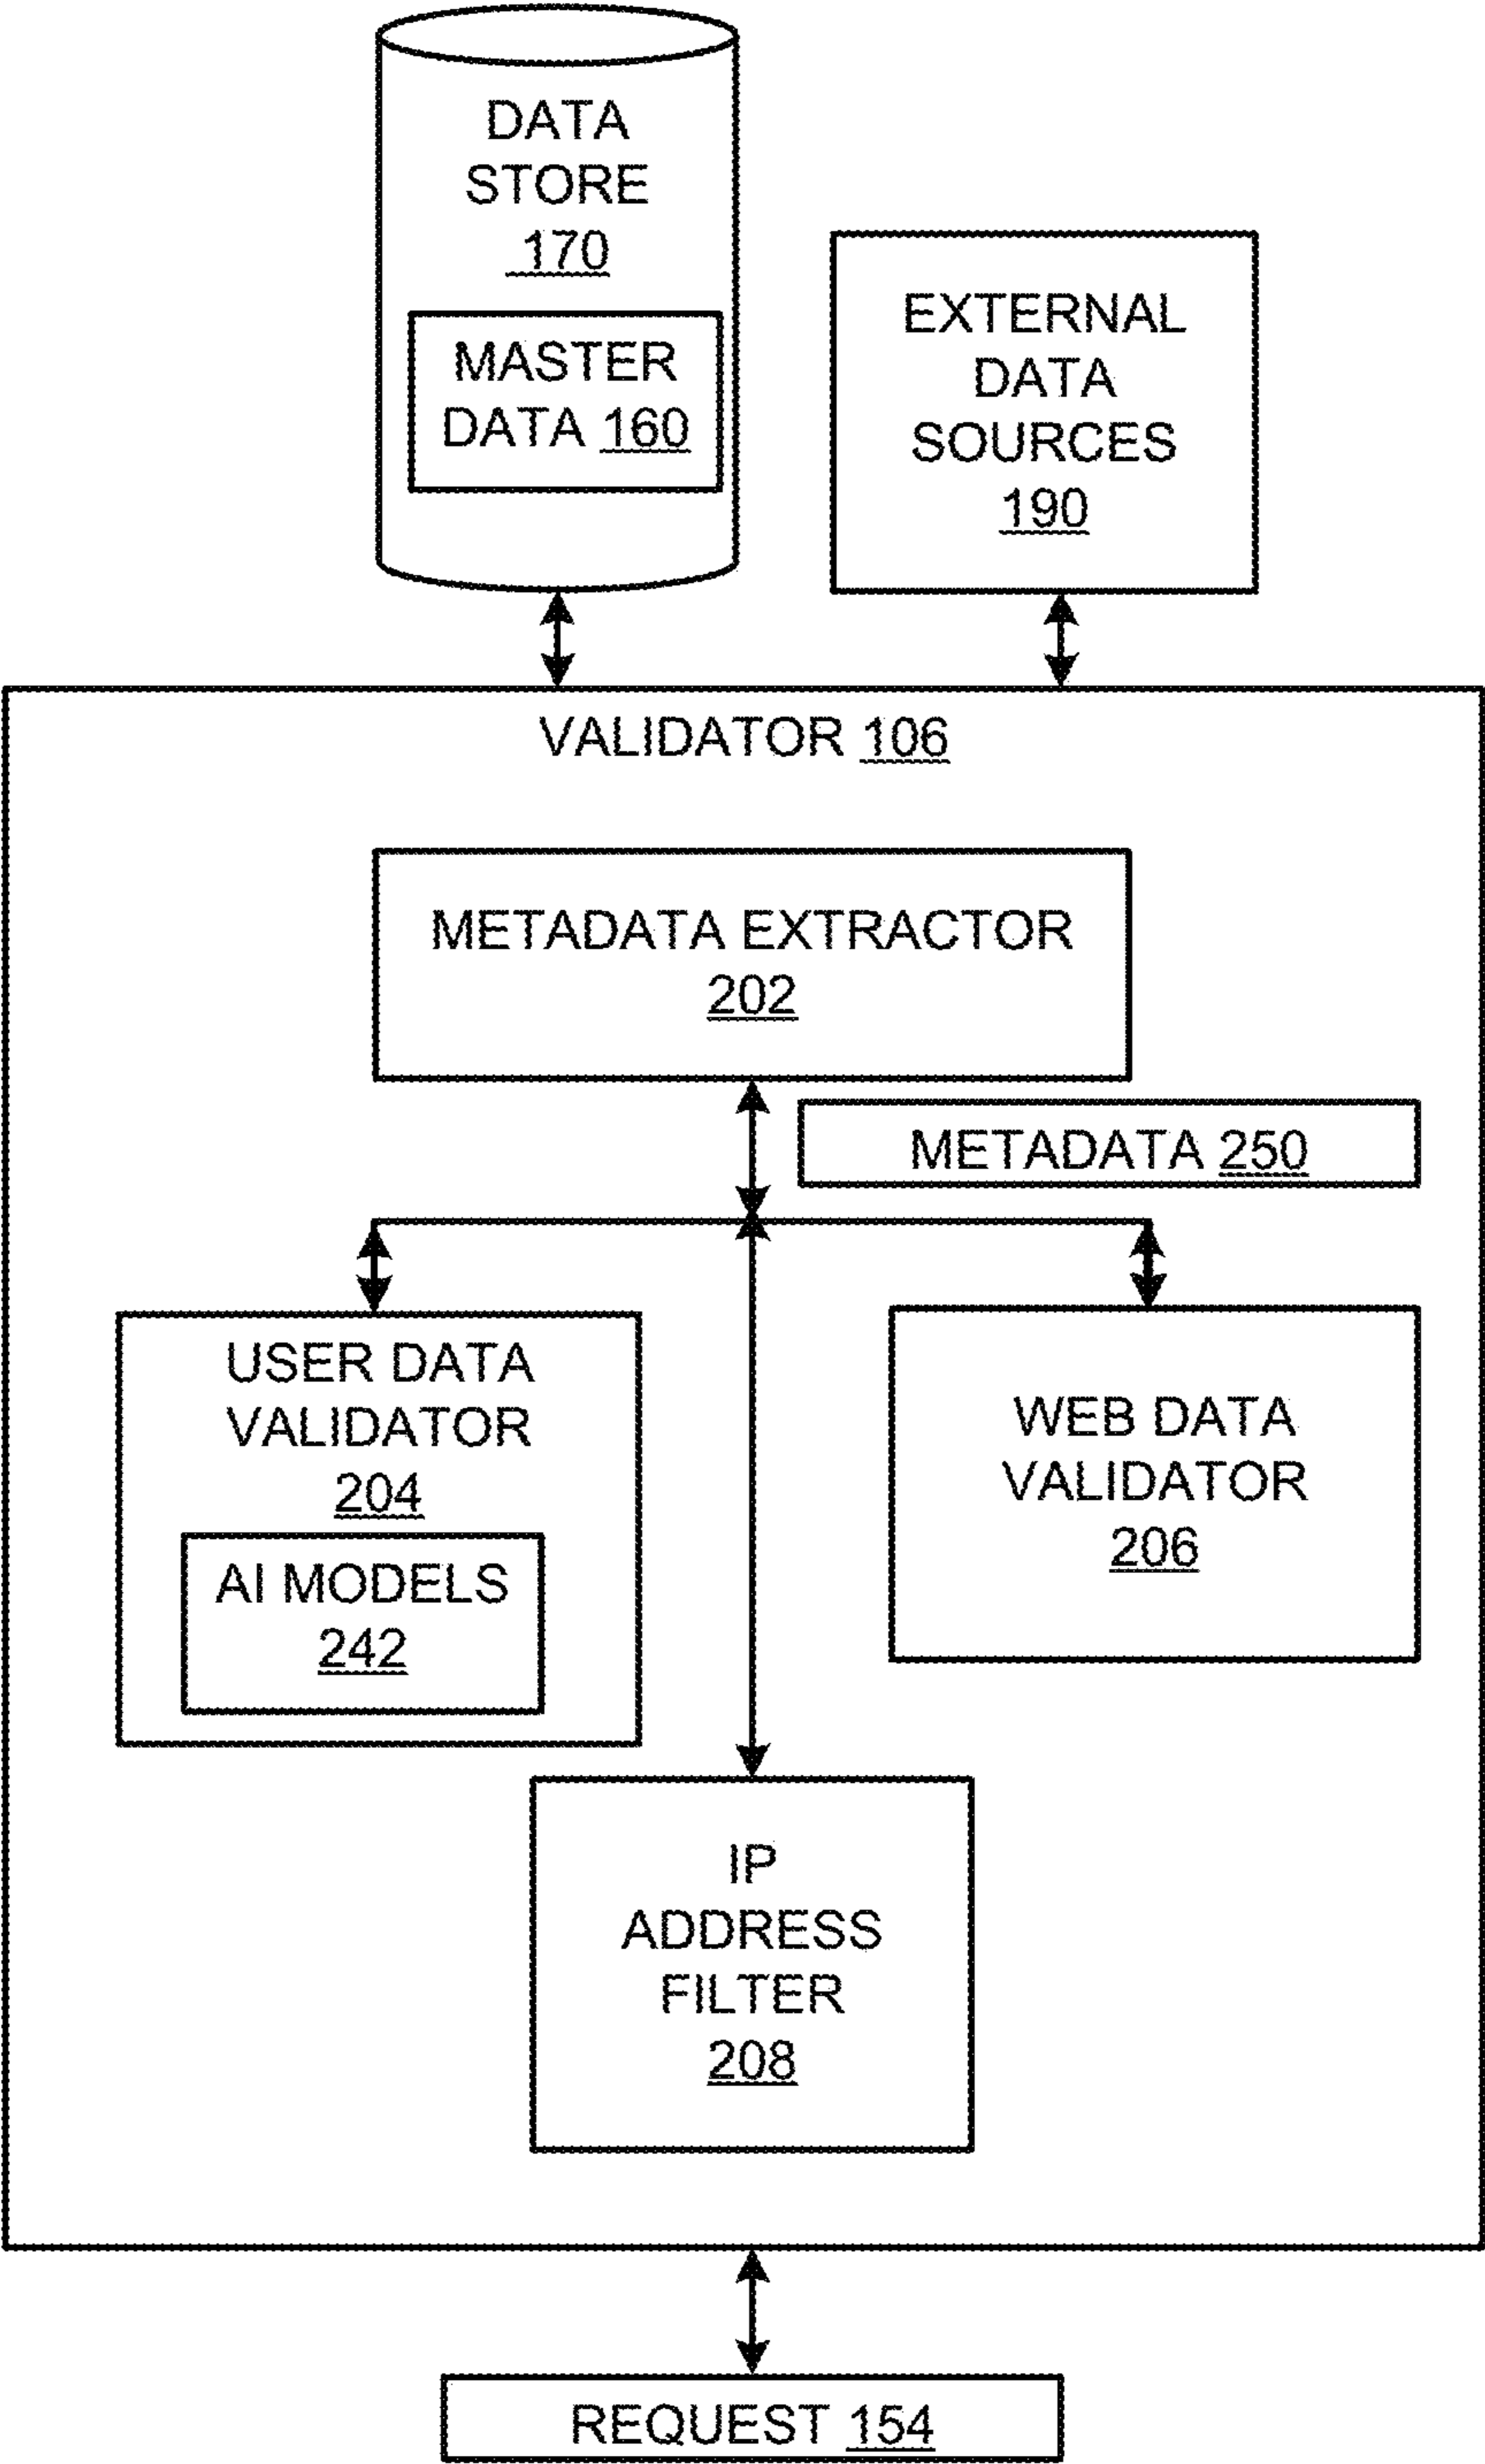 DATA
STORE
170
MASTER
DATA 160
EXTERNAL
DATA
SOURCES
190
VALIDATOR 106
METADATA EXTRACTOR
202
METADATA 250
USER DATA
VALIDATOR
204
AI MODELS
242
WEB DATA
VALIDATOR
206
IP
ADDRESS
FILTER
208
REQUEST 154